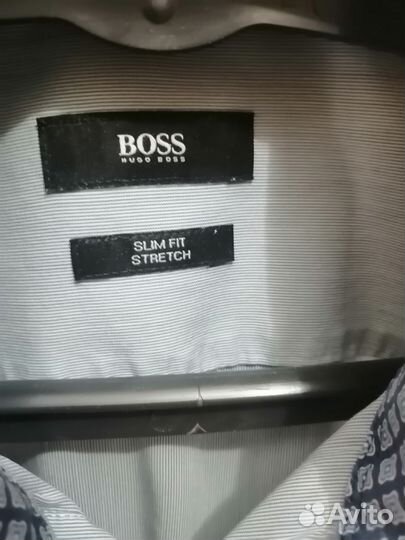 BOSS
HUGO BOSS
SLIM FIT
STRETCH
Avito